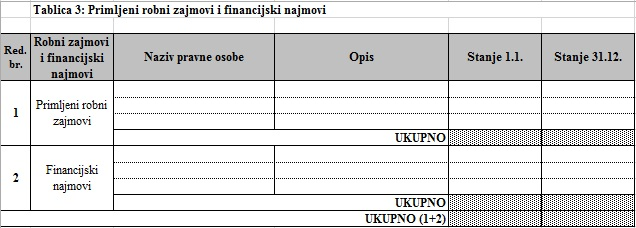 Tablica 3: Primljeni robni zajmovi i financijski najmovi
Red. br.
Robni zajmovi i financijski najmovi
Naziv pravne osobe
Opis
Stanje 1.1.
Stanje 31.12.
1
Primljeni robni
zajmovi
UKUPNO
2
Financijski
najmovi
UKUPNO
UKUPNO (1+2)